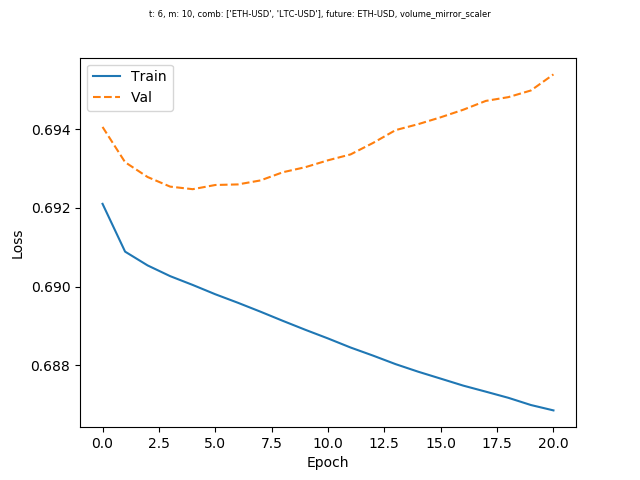 t: 6, m: 10, comb: ['ETH-USD', 'LTC-USD'], future: ETH-USD, volume_mirror_scaler
Train
Val
0.694
0.692
0.690
0.688
Loss
0.0 2.5 5.0 7.5 10.0 12.5 15.0 17.5 20.0
Epoch